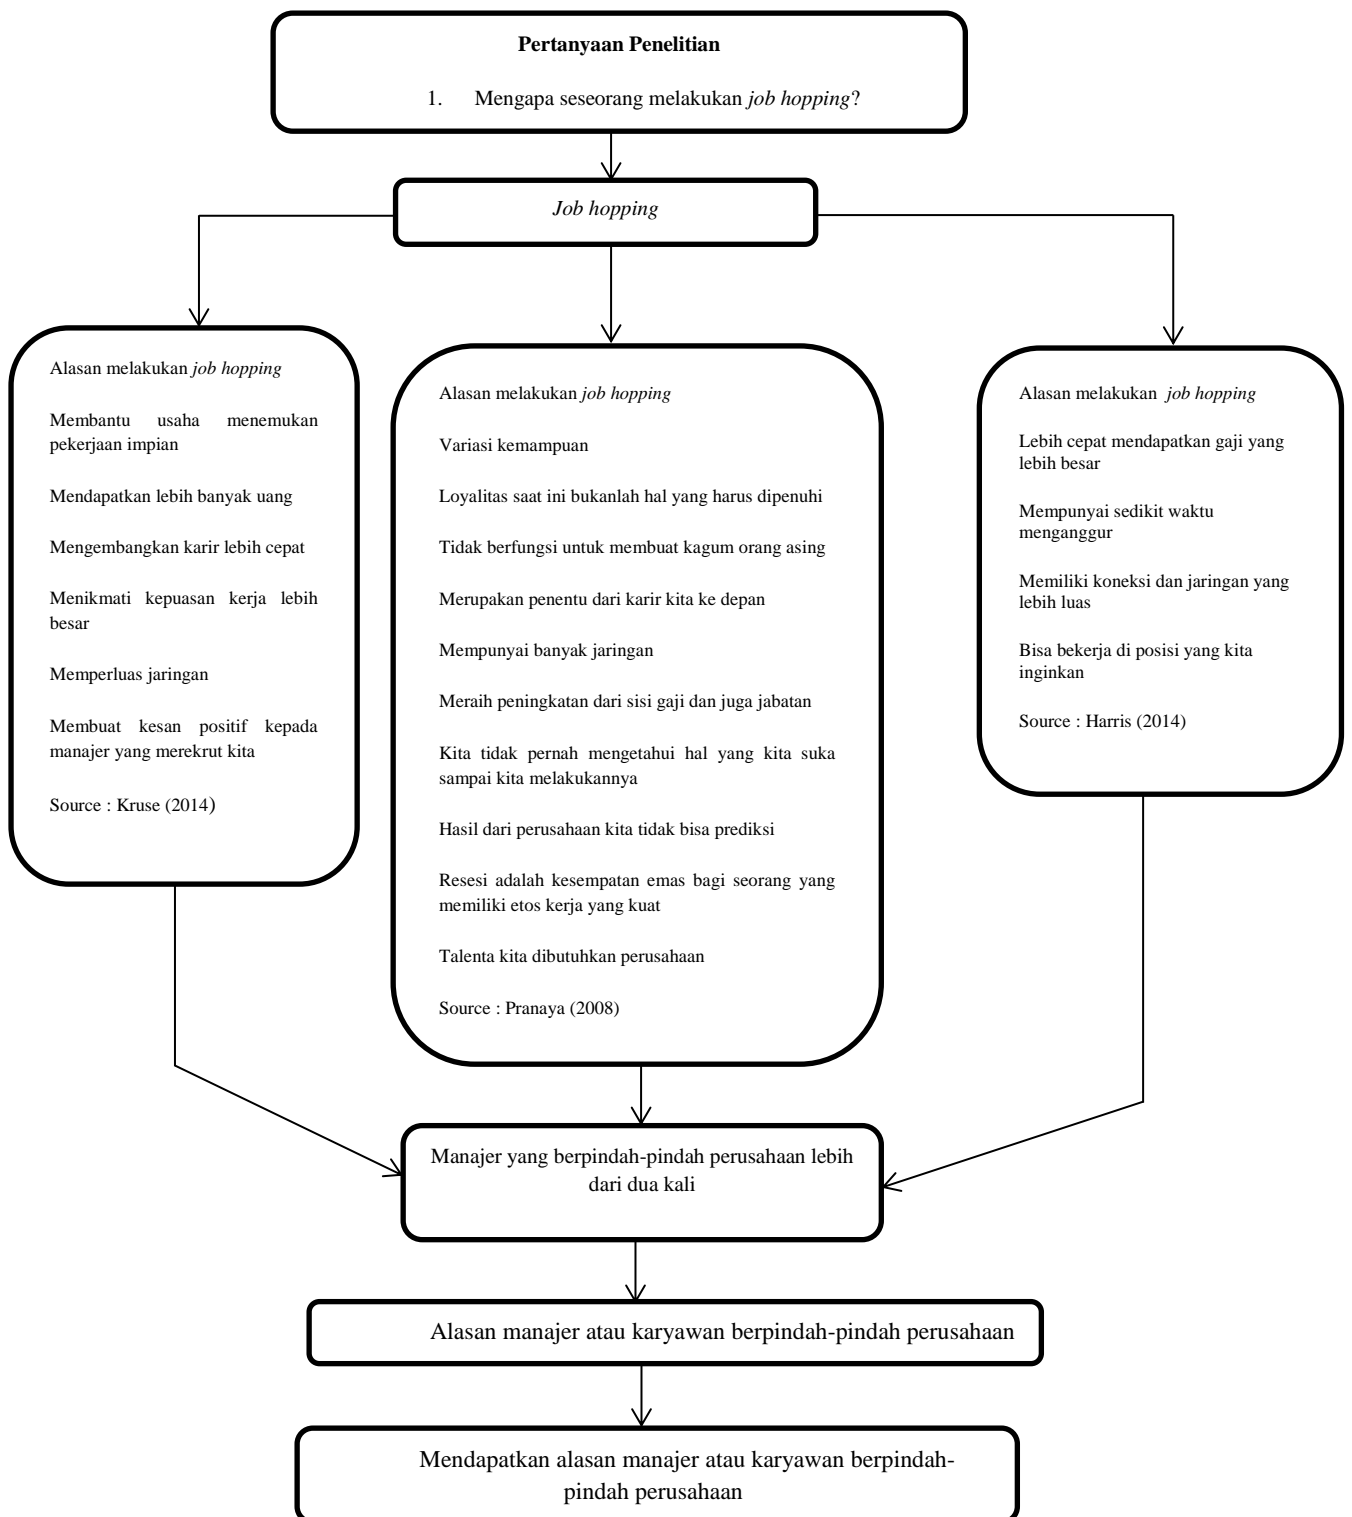 Pertanyaan Penelitian
1. Mengapa seseorang melakukan job hopping?
Job hopping
Alasan melakukan job hopping
Membantu usaha menemukan
pekerjaan impian
Mendapatkan lebih banyak uang
Mengembangkan karir lebih cepat
Menikmati kepuasan kerja lebih
besar
Memperluas jaringan
Membuat kesan positif kepada
manajer yang merekrut kita
Source : Kruse (2014)
Alasan melakukan job hopping
Variasi kemampuan
Loyalitas saat ini bukanlah hal yang harus dipenuhi
Tidak berfungsi untuk membuat kagum orang asing
Merupakan penentu dari karir kita ke depan
Mempunyai banyak jaringan
Meraih peningkatan dari sisi gaji dan juga jabatan
Kita tidak pernah mengetahui hal yang kita suka
sampai kita melakukannya
Hasil dari perusahaan kita tidak bisa prediksi
Resesi adalah kesempatan emas bagi seorang yang
memiliki etos kerja yang kuat
Talenta kita dibutuhkan perusahaan
Source : Pranaya (2008)
Alasan melakukan job hopping
Lebih cepat mendapatkan gaji yang
lebih besar
Mempunyai sedikit waktu
menganggur
Memiliki koneksi dan jaringan yang
lebih luas
Bisa bekerja di posisi yang kita
inginkan
Source : Harris (2014)
Manajer yang berpindah-pindah perusahaan lebih
dari dua kali
Alasan manajer atau karyawan berpindah-pindah perusahaan
Mendapatkan alasan manajer atau karyawan berpindah-
pindah perusahaan